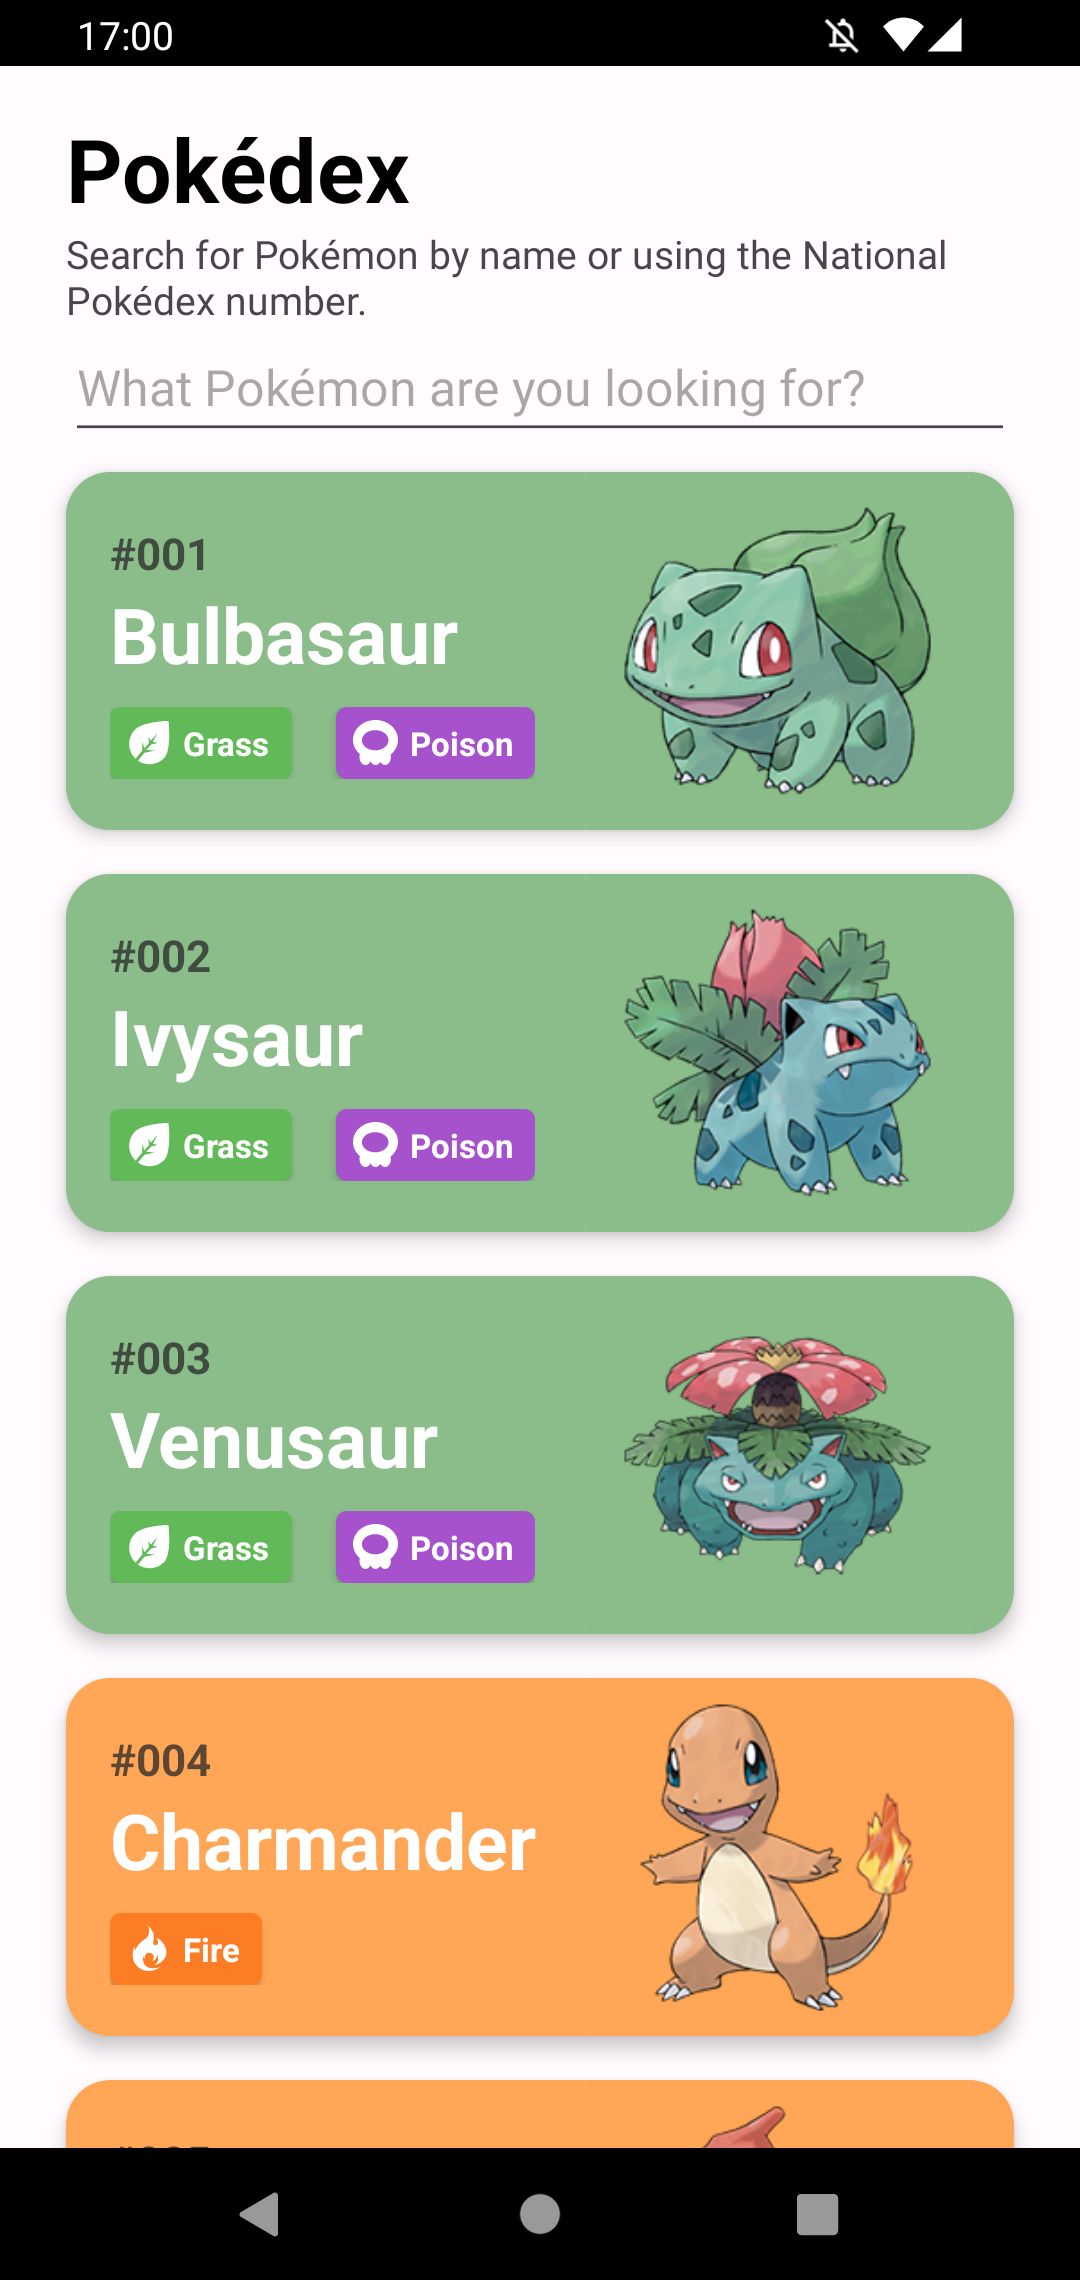 17:00
Pokédex
Search for Pokémon by name or using the National
Pokédex number.
What Pokémon are you looking for?
#001
Bulbasaur
Grass
Poison
#002
Ivysaur
Grass
Poison
#003
Venusaur
Grass
Poison
#004
Charmander
Fire